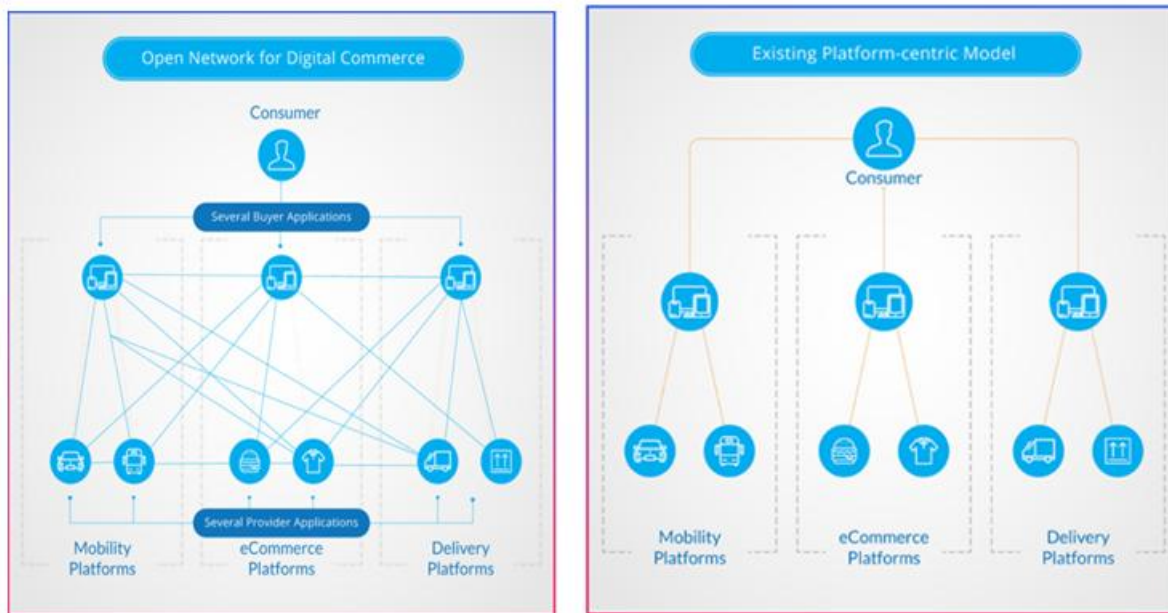 Open Network for Digital Commerce
Consumer
Several Buyer Applications
Several Provider Applications
Mobility
Platforms
eCommerce
Platforms
Delivery
Platforms
Existing Platform-centric Model
Consumer
Mobility
Platforms
eCommerce
Platforms
Delivery
Platforms